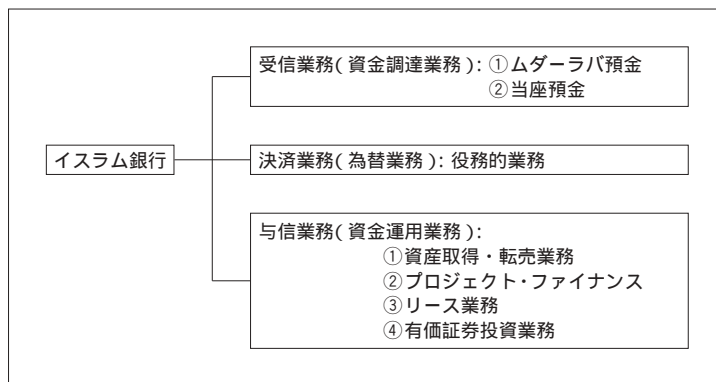 イスラム銀行
受信業務(資金調達業務): ①ムダーラバ預金
②当座預金
決済業務(為替業務): 役務的業務
与信業務(資金運用業務):
①資産取得・転売業務
②プロジェクト・ファイナンス
③リース業務
④有価証券投資業務